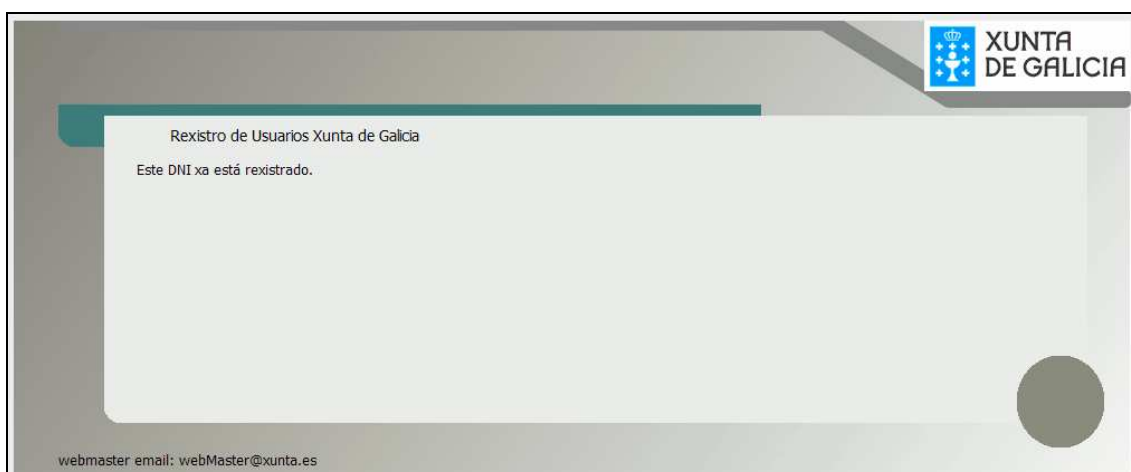 XUNTA
DE GALICIA
Rexistro de Usuarios Xunta de Galicia
Este DNI xa está rexistrado.
webmaster email: webMaster@xunta.es